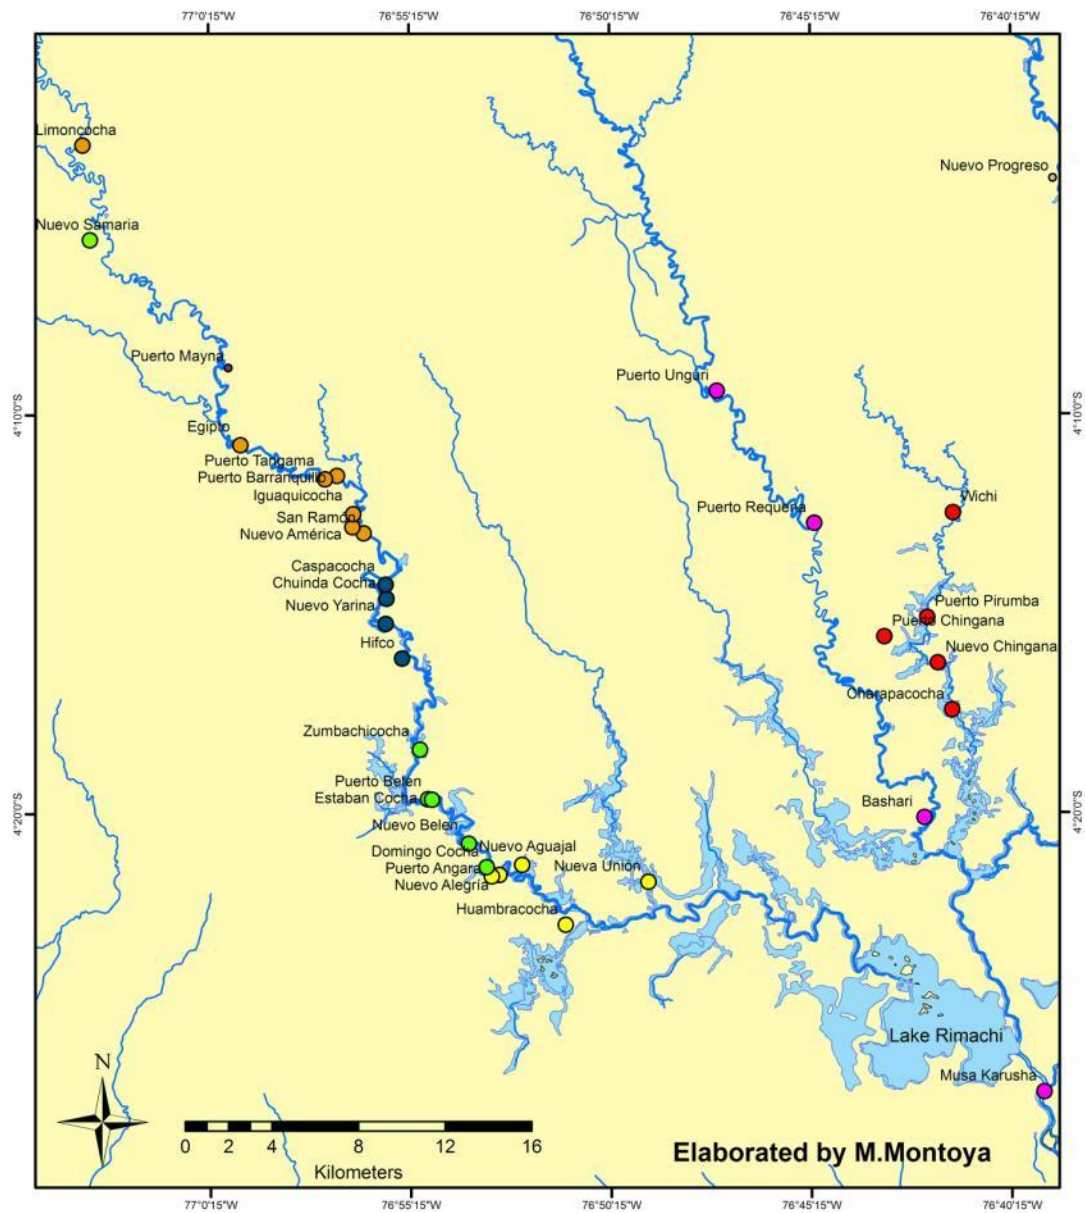 77°0'15"W
76°55'15"W
76°50'15"W
76°45'15"W
76°40'15"W
Limoncocha
Nuevo Progreso
Nuevo Samaria
Puerto Mayna
Puerto Unguri
4°10'0"S
4°10'0"S
Egipto
Puerto Tangama
Puerto Barranquillo
Iguaquicocha
Wichi
Puerto Requena
San Ramón
Nuevo América
Caspacocha
Chuinda Cocha
Nuevo Yarina
Puerto Pirumba
Puerto Chingana
Hifco
Nuevo Chingana
Charapacocha
Zumbachicocha
Puerto Belen
Estaban Cocha
Bashari
4°20'0"S
4°20'0"S
Nuevo Belen
Nuevo Aguajal
Domingo Cocha
Puerto Angara
Nueva Unión
Nuevo Alegria
Huambracocha
Lake Rimachi
Musa Karusha
N
0 2 4 8 12 16
Kilometers
Elaborated by M.Montoya
77°0'15"W
76°55'15"W
76°50'15"W
76°45'15"W
76°40'15"W